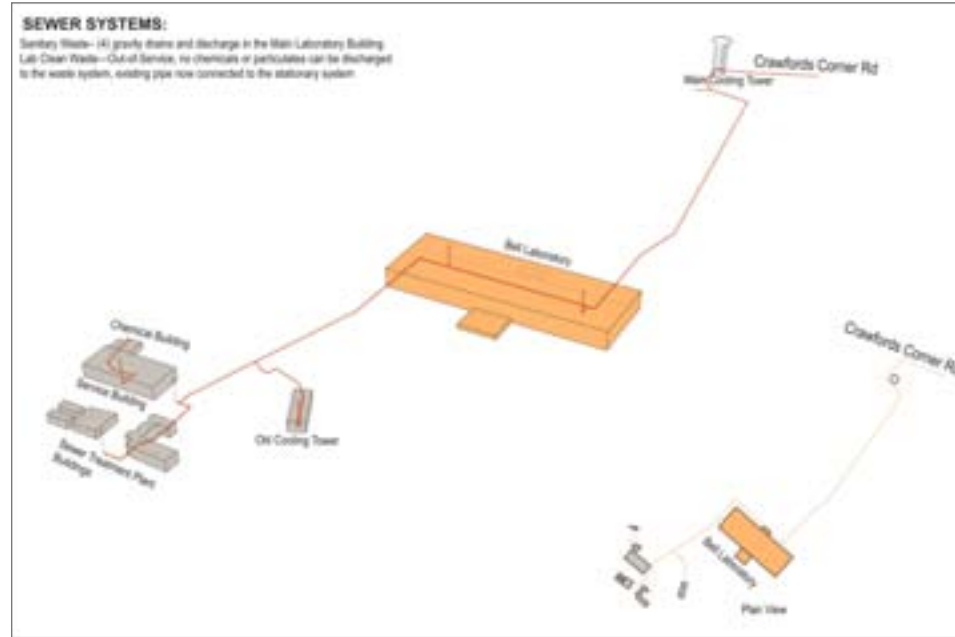 SEWER SYSTEMS:
Sanitary Waste- (4) gravity drains and discharge in the Main Laboratory Building
Lab Clean Waste—Out of Service, no chemicals or particulates can be discharged
to the waste system, existing pipe now connected to the stationary system
Crawfords Corner Rd
Main Cooling Tower
Bell Laboratory
Chemical Building
Service Building
Old Cooling Tower
Sewer Treatment Plant
Buildings
Crawfords Corner Rd
Bell Laboratory
Plan View